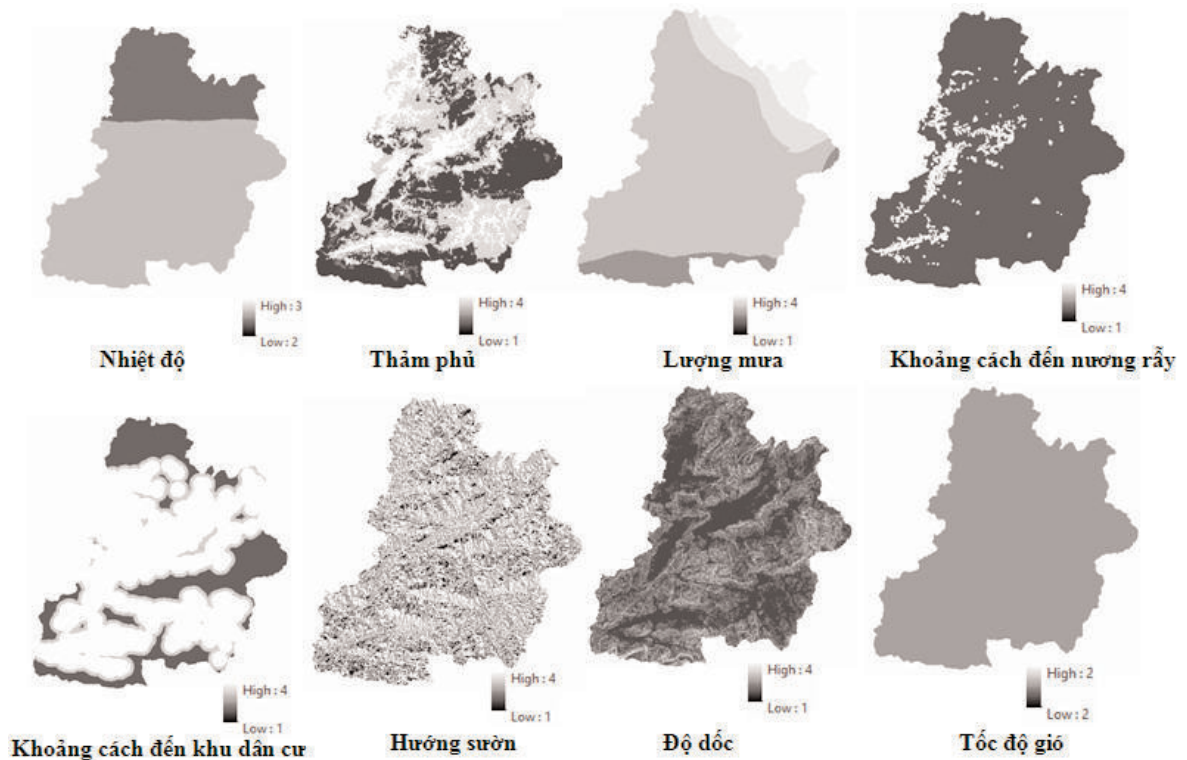 High : 3
Low : 2
Nhiệt độ
High : 4
Low : 1
Thảm phủ
High : 4
Low : 1
Lượng mưa
High : 4
Low : 1
Khoảng cách đến nương rẫy
High : 4
Low : 1
Khoảng cách đến khu dân cư
High : 4
Low : 1
Hướng sườn
High : 4
Low : 1
Độ dốc
High : 2
Low : 2
Tốc độ gió